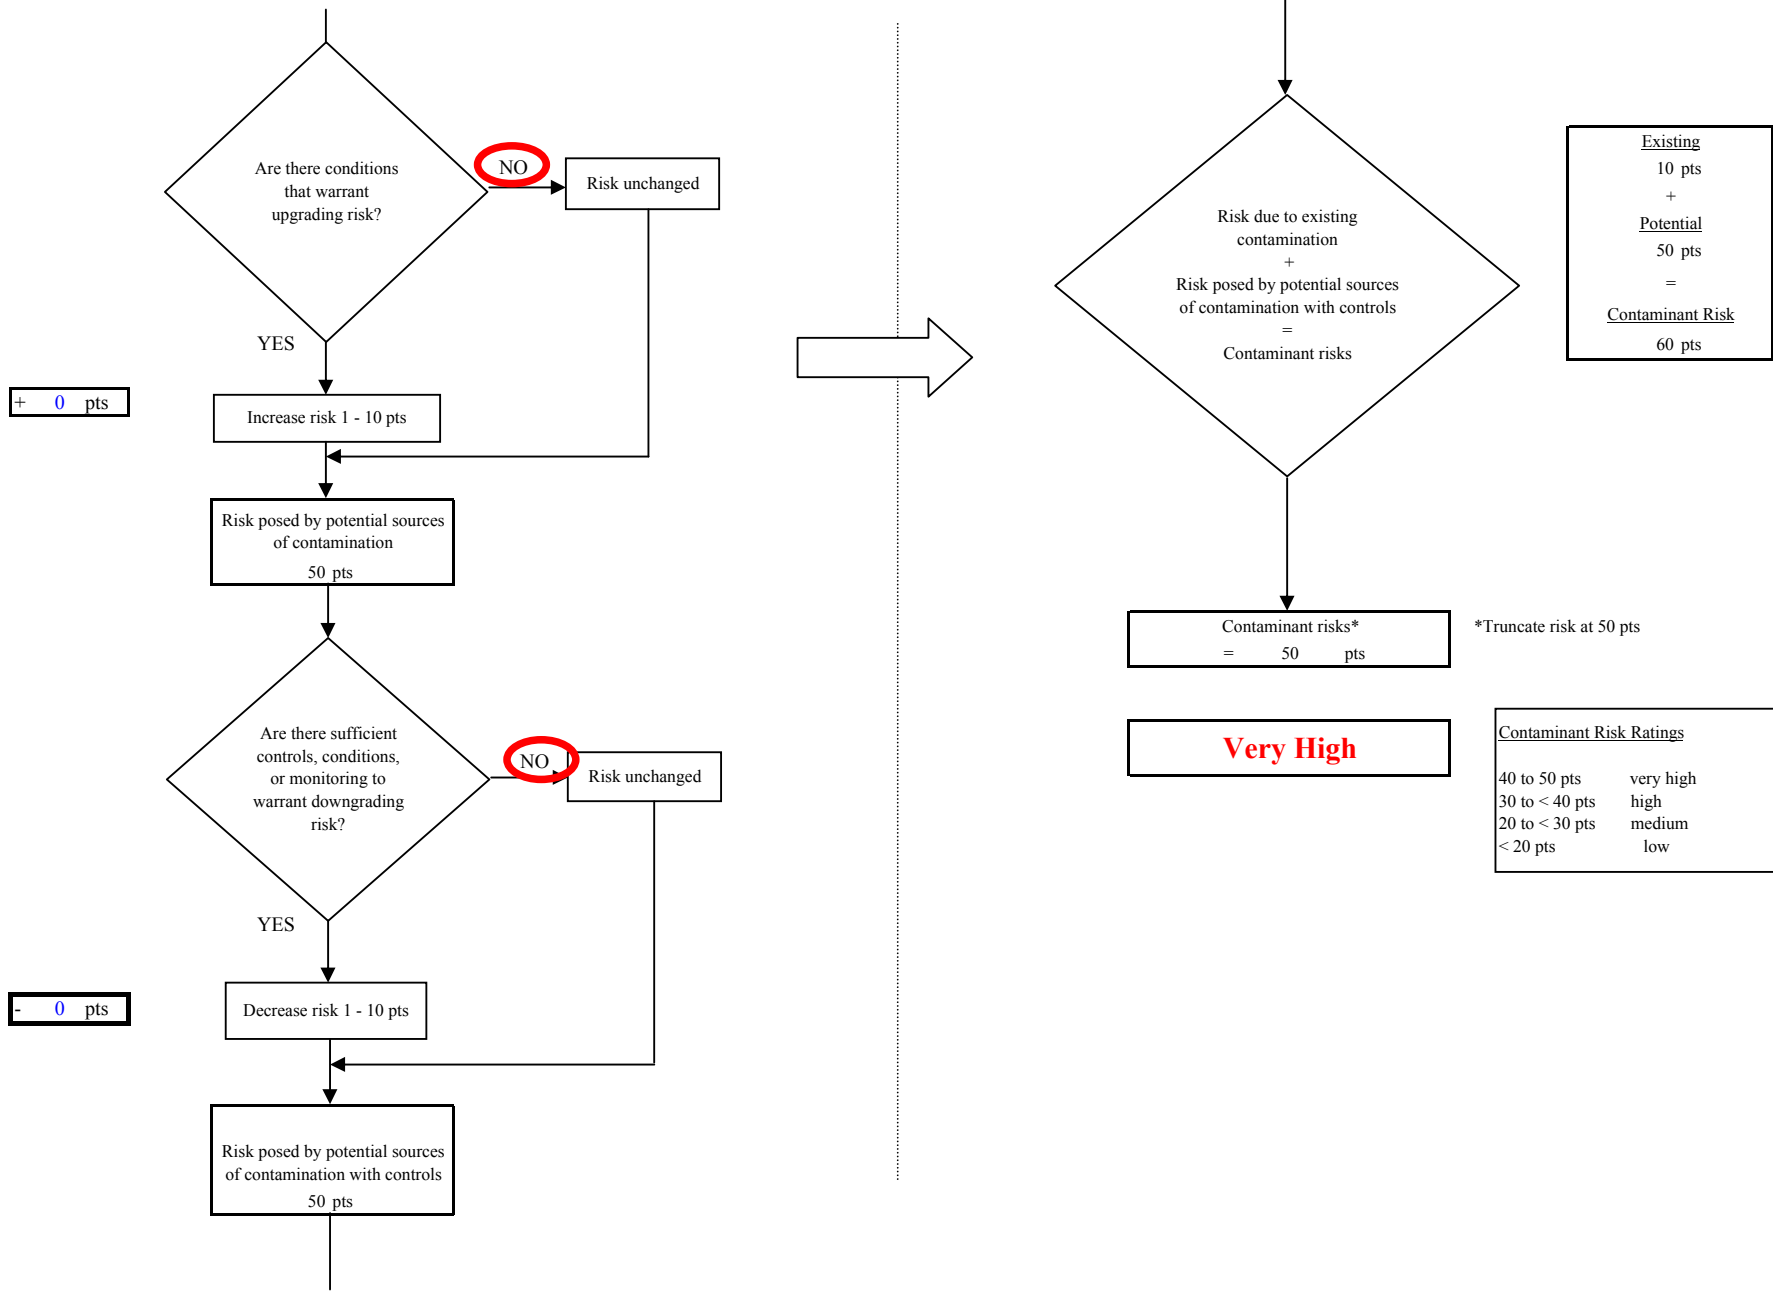 Are there conditions
that warrant
upgrading risk?
NO
Risk unchanged
YES
+ 0 pts
Increase risk 1 - 10 pts
Risk posed by potential sources
of contamination
50 pts
Are there sufficient
controls, conditions,
or monitoring to
warrant downgrading
risk?
NO
Risk unchanged
YES
- 0 pts
Decrease risk 1 - 10 pts
Risk posed by potential sources
of contamination with controls
50 pts
Risk due to existing
contamination
+
Risk posed by potential sources
of contamination with controls
=
Contaminant risks
Existing
10 pts
+
Potential
50 pts
=
Contaminant Risk
60 pts
Contaminant risks*
= 50 pts
*Truncate risk at 50 pts
Very High
Contaminant Risk Ratings
40 to 50 pts very high
30 to < 40 pts high
20 to < 30 pts medium
< 20 pts low